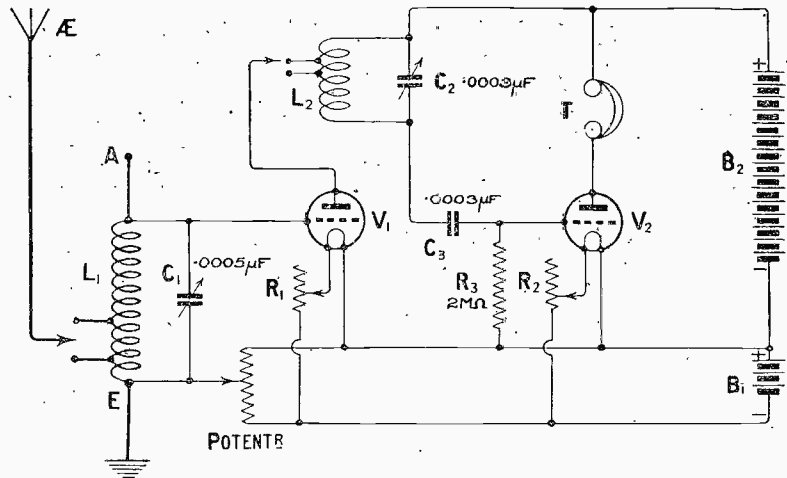 Æ
A
L₁
C₁
.0005µF
E
POTENTR
L₂
C₂
.0003µF
V₁
R₁
.0003µF
C₃
R₃
2MΩ
T
V₂
R₂
+
B₂
−
+
B₁
−